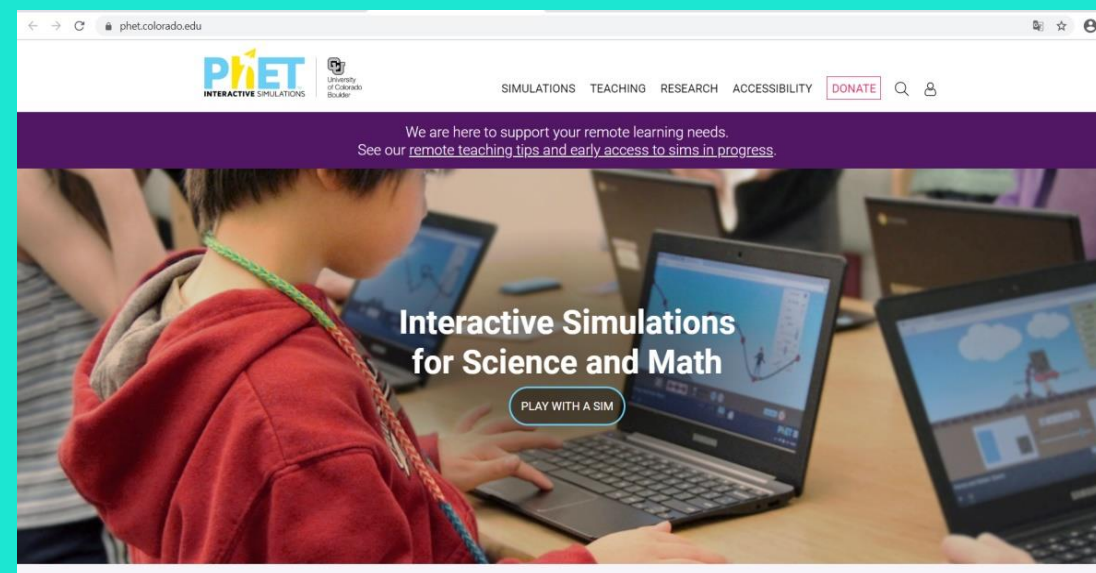 phet.colorado.edu
PhET
INTERACTIVE SIMULATIONS
University
of Colorado
Boulder
SIMULATIONS TEACHING RESEARCH ACCESSIBILITY DONATE
We are here to support your remote learning needs.
See our remote teaching tips and early access to sims in progress.
Interactive Simulations
for Science and Math
PLAY WITH A SIM
SAMSUNG
PhET